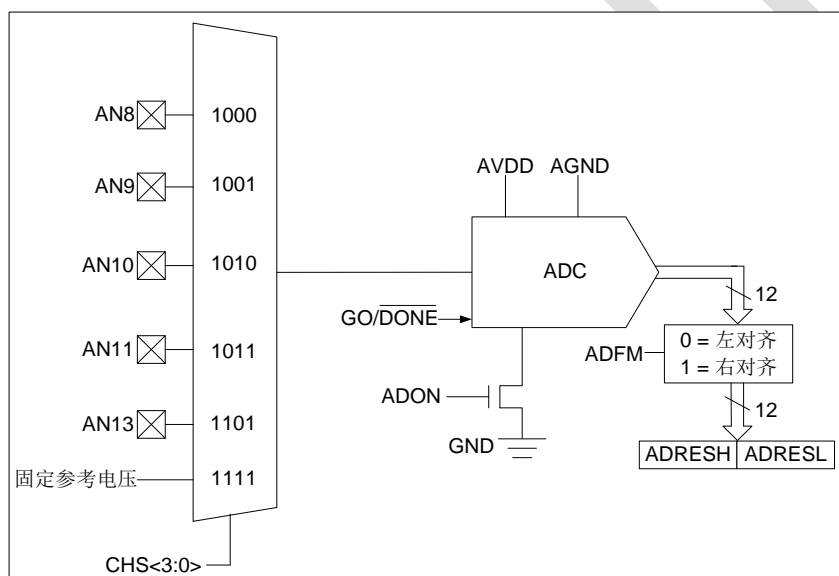 AN8
1000
AN9
1001
AVDD
AGND
AN10
1010
ADC
12
GO/DONE
0 = 左对齐
1 = 右对齐
ADFM
AN11
1011
ADON
12
AN13
1101
GND
ADRESH
ADRESL
固定参考电压
1111
CHS<3:0>